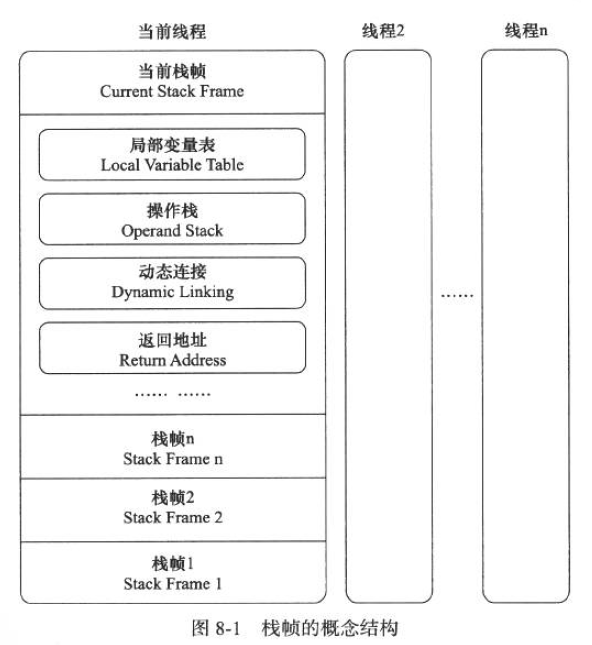 当前线程
线程2
线程n
当前栈帧
Current Stack Frame
局部变量表
Local Variable Table
操作栈
Operand Stack
动态连接
Dynamic Linking
返回地址
Return Address
…… ……
……
栈帧n
Stack Frame n
栈帧2
Stack Frame 2
栈帧1
Stack Frame 1
图 8-1 栈帧的概念结构